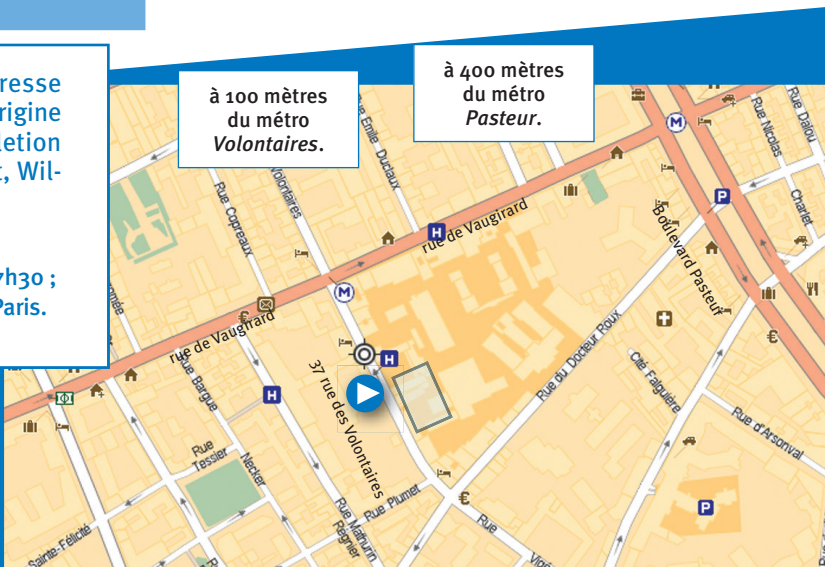 resse
rigine
letion
t, Wil-
7h30 ;
Paris.
à 100 mètres
du métro
Volontaires.
à 400 mètres
du métro
Pasteur.
Rue Emile Duclaux
Volontaires
Rue Copreaux
rue de Vaugirard
rue de Vaugirard
Boulevard Pasteur
Rue Nicolas
Charlet
Rue Dalou
Rue du Docteur Roux
Cité Falguière
Rue d'Arsonval
37 rue des Volontaires
Rue Bargue
Rue
Tessier
Necker
Rue Plumet
Rue Mathurin
Régnier
Sainte-Félicité
Rue
M
M
H
H
H
P
P
€
€
€